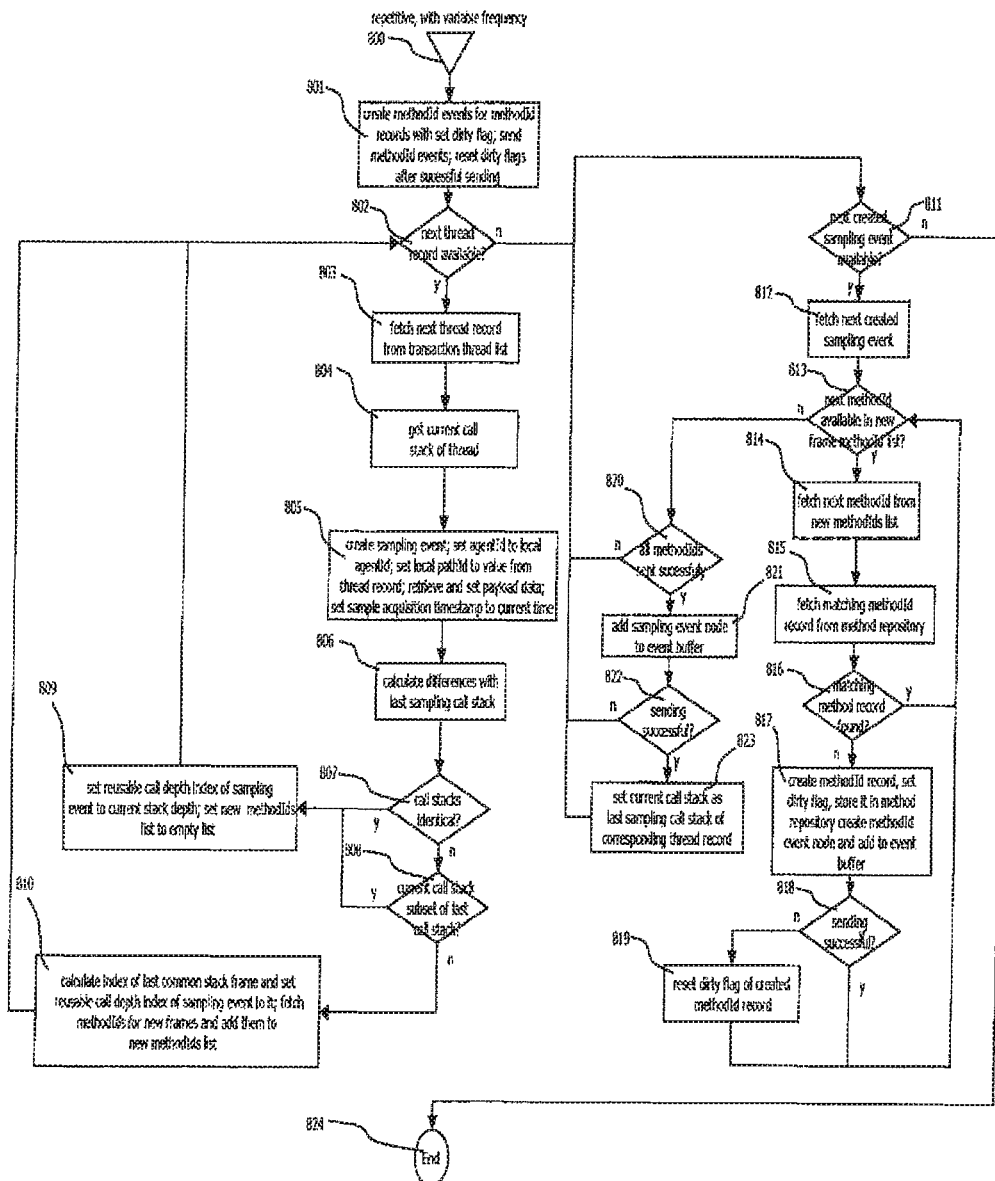 repetitive, with variable frequency
800
801
create methodId events for methodId
records with set dirty flag; send
methodId events; reset dirty flags
after sucessful sending
802
next thread
record available?
n
y
803
fetch next thread record
from transaction thread list
804
get current call
stack of thread
805
create sampling event; set agentId to local
agentId; set local pathId to value from
thread record; retrieve and set payload data;
set sample acquisition timestamp to current time
806
calculate differences with
last sampling call stack
807
call stacks
identical?
y
n
808
current call stack
subset of last
call stack?
y
n
809
set reusable call depth index of sampling
event to current stack depth; set new methodIds
list to empty list
810
calculate index of last common stack frame and set
reusable call depth index of sampling event to it; fetch
methodIds for new frames and add them to
new methodIds list
811
next created
sampling event
available?
n
y
812
fetch next created
sampling event
813
next methodId
available in new
frame methodId list?
n
y
814
fetch next methodId from
new methodIds list
815
fetch matching methodId
record from method repository
816
matching
method record
found?
y
n
817
create methodId record, set
dirty flag, store it in method
repository create methodId
event node and add to event
buffer
818
sending
successful?
n
y
y
819
reset dirty flag of created
methodId record
820
all methodIds
sent sucessfuly
n
y
821
add sampling event node
to event buffer
822
sending
successful?
n
y
823
set current call stack as
last sampling call stack of
corresponding thread record
824
End